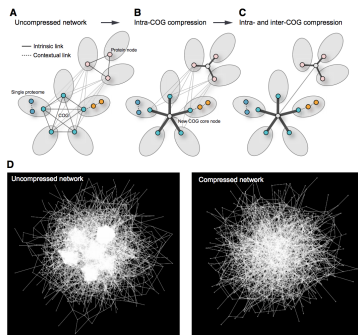 A
Uncompressed network
B
Intra-COG compression
C
Intra- and inter-COG compression
Intrinsic link
Contextual link
Protein node
Single proteome
COG
New COG core node
D
Uncompressed network
Compressed network